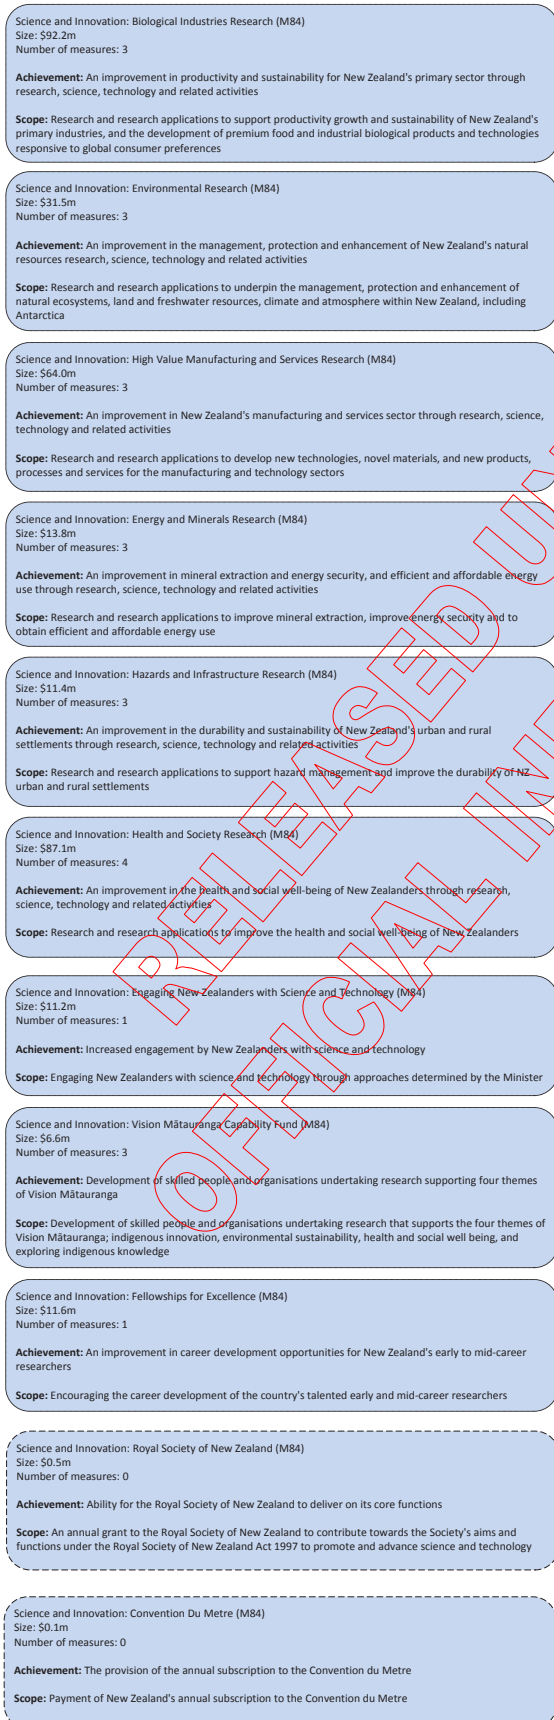 Science and Innovation: Biological Industries Research (M84)
Size: $92.2m
Number of measures: 3
Achievement: An improvement in productivity and sustainability for New Zealand's primary sector through
research, science, technology and related activities
Scope: Research and research applications to support productivity growth and sustainability of New Zealand's
primary industries, and the development of premium food and industrial biological products and technologies
responsive to global consumer preferences
Science and Innovation: Environmental Research (M84)
Size: $31.5m
Number of measures: 3
Achievement: An improvement in the management, protection and enhancement of New Zealand's natural
resources research, science, technology and related activities
Scope: Research and research applications to underpin the management, protection and enhancement of
natural ecosystems, land and freshwater resources, climate and atmosphere within New Zealand, including
Antarctica
Science and Innovation: High Value Manufacturing and Services Research (M84)
Size: $64.0m
Number of measures: 3
Achievement: An improvement in New Zealand's manufacturing and services sector through research, science,
technology and related activities
Scope: Research and research applications to develop new technologies, novel materials, and new products,
processes and services for the manufacturing and technology sectors
Science and Innovation: Energy and Minerals Research (M84)
Size: $13.8m
Number of measures: 3
Achievement: An improvement in mineral extraction and energy security, and efficient and affordable energy
use through research, science, technology and related activities
Scope: Research and research applications to improve mineral extraction, improve energy security and to
obtain efficient and affordable energy use
Science and Innovation: Hazards and Infrastructure Research (M84)
Size: $11.4m
Number of measures: 3
Achievement: An improvement in the durability and sustainability of New Zealand's urban and rural
settlements through research, science, technology and related activities
Scope: Research and research applications to support hazard management and improve the durability of NZ
urban and rural settlements
Science and Innovation: Health and Society Research (M84)
Size: $87.1m
Number of measures: 4
Achievement: An improvement in the health and social well-being of New Zealanders through research,
science, technology and related activities
Scope: Research and research applications to improve the health and social well-being of New Zealanders
Science and Innovation: Engaging New Zealanders with Science and Technology (M84)
Size: $11.2m
Number of measures: 1
Achievement: Increased engagement by New Zealanders with science and technology
Scope: Engaging New Zealanders with science and technology through approaches determined by the Minister
Science and Innovation: Vision Mātauranga Capability Fund (M84)
Size: $6.6m
Number of measures: 3
Achievement: Development of skilled people and organisations undertaking research supporting four themes
of Vision Mātauranga
Scope: Development of skilled people and organisations undertaking research that supports the four themes of
Vision Mātauranga; indigenous innovation, environmental sustainability, health and social well being, and
exploring indigenous knowledge
Science and Innovation: Fellowships for Excellence (M84)
Size: $11.6m
Number of measures: 1
Achievement: An improvement in career development opportunities for New Zealand's early to mid-career
researchers
Scope: Encouraging the career development of the country's talented early and mid-career researchers
Science and Innovation: Royal Society of New Zealand (M84)
Size: $0.5m
Number of measures: 0
Achievement: Ability for the Royal Society of New Zealand to deliver on its core functions
Scope: An annual grant to the Royal Society of New Zealand to contribute towards the Society's aims and
functions under the Royal Society of New Zealand Act 1997 to promote and advance science and technology
Science and Innovation: Convention Du Metre (M84)
Size: $0.1m
Number of measures: 0
Achievement: The provision of the annual subscription to the Convention du Metre
Scope: Payment of New Zealand's annual subscription to the Convention du Metre
RELEASED
OFFICIAL